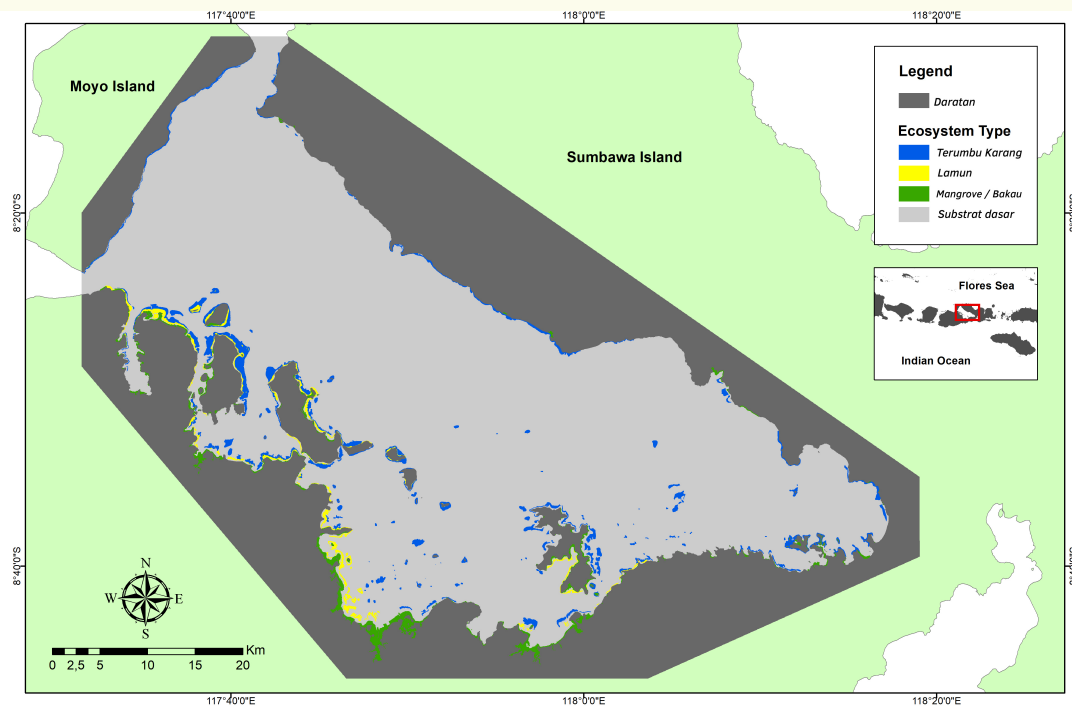 117°40'0"E
118°0'0"E
118°20'0"E
Moyo Island
Sumbawa Island
Legend
Daratan
Ecosystem Type
Terumbu Karang
Lamun
Mangrove / Bakau
Substrat dasar
8°20'0"S
Flores Sea
Indian Ocean
8°40'0"S
N
W
E
S
Km
0 2,5 5 10 15 20
117°40'0"E
118°0'0"E
118°20'0"E